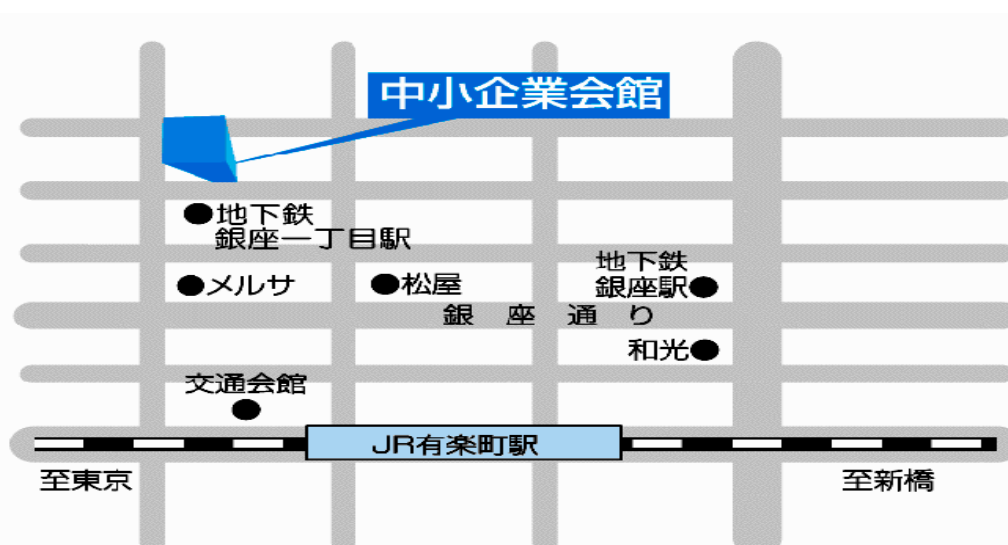 中小企業会館
地下鉄
銀座一丁目駅
地下鉄
銀座駅
メルサ
松屋
銀座通り
和光
交通会館
JR有楽町駅
至東京
至新橋